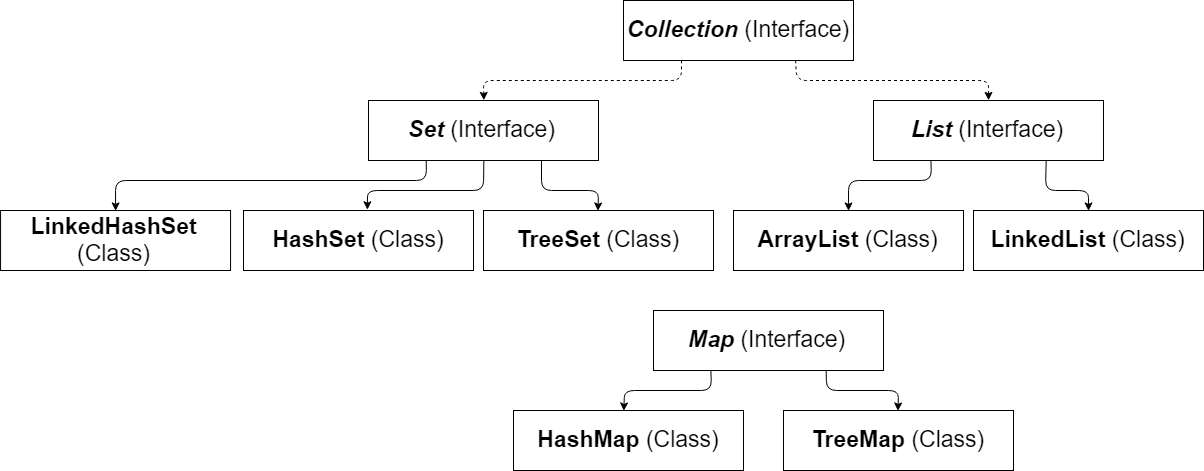 Collection (Interface)
Set (Interface)
List (Interface)
LinkedHashSet
(Class)
HashSet (Class)
TreeSet (Class)
ArrayList (Class)
LinkedList (Class)
Map (Interface)
HashMap (Class)
TreeMap (Class)